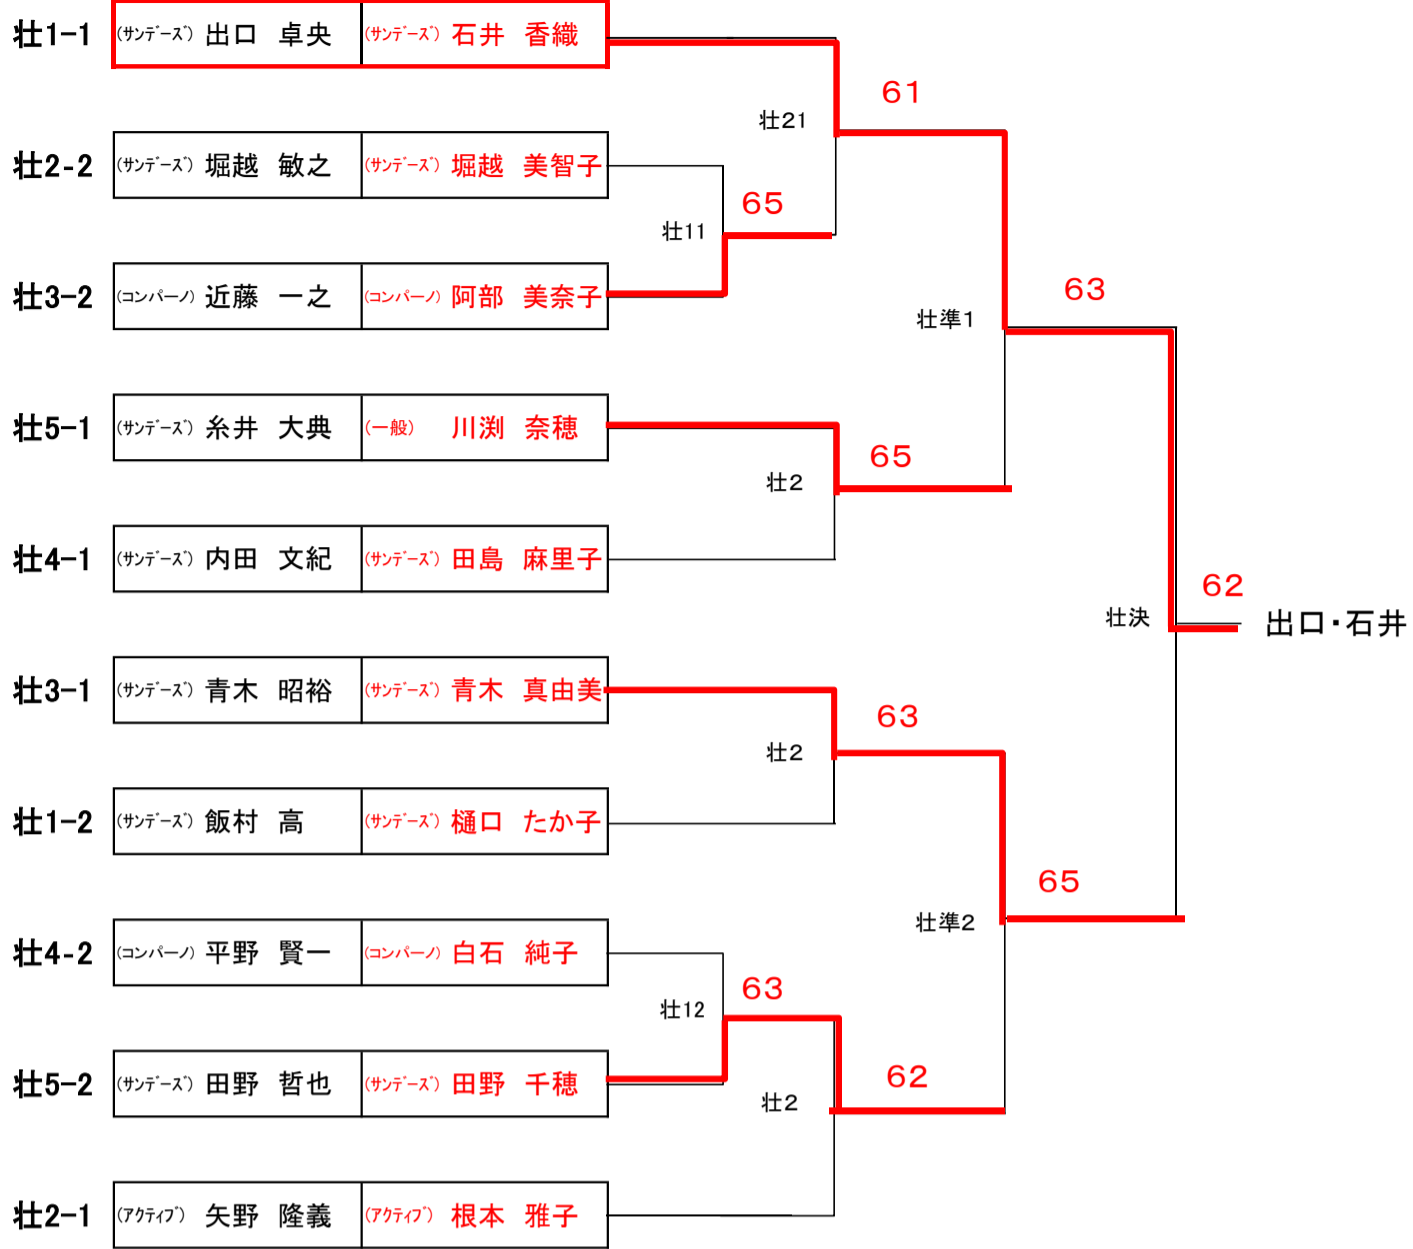 壮1-1 (サンデーズ) 出口 卓央 (サンデーズ) 石井 香織
61
壮21
壮2-2 (サンデーズ) 堀越 敏之 (サンデーズ) 堀越 美智子
65
壮11
壮3-2 (コンパーノ) 近藤 一之 (コンパーノ) 阿部 美奈子
63
壮準1
壮5-1 (サンデーズ) 糸井 大典 (一般) 川渕 奈穂
65
壮2
壮4-1 (サンデーズ) 内田 文紀 (サンデーズ) 田島 麻里子
62
壮決 出口・石井
壮3-1 (サンデーズ) 青木 昭裕 (サンデーズ) 青木 真由美
63
壮2
壮1-2 (サンデーズ) 飯村 高 (サンデーズ) 樋口 たか子
65
壮準2
壮4-2 (コンパーノ) 平野 賢一 (コンパーノ) 白石 純子
63
壮12
壮5-2 (サンデーズ) 田野 哲也 (サンデーズ) 田野 千穂
62
壮2
壮2-1 (アクティブ) 矢野 隆義 (アクティブ) 根本 雅子